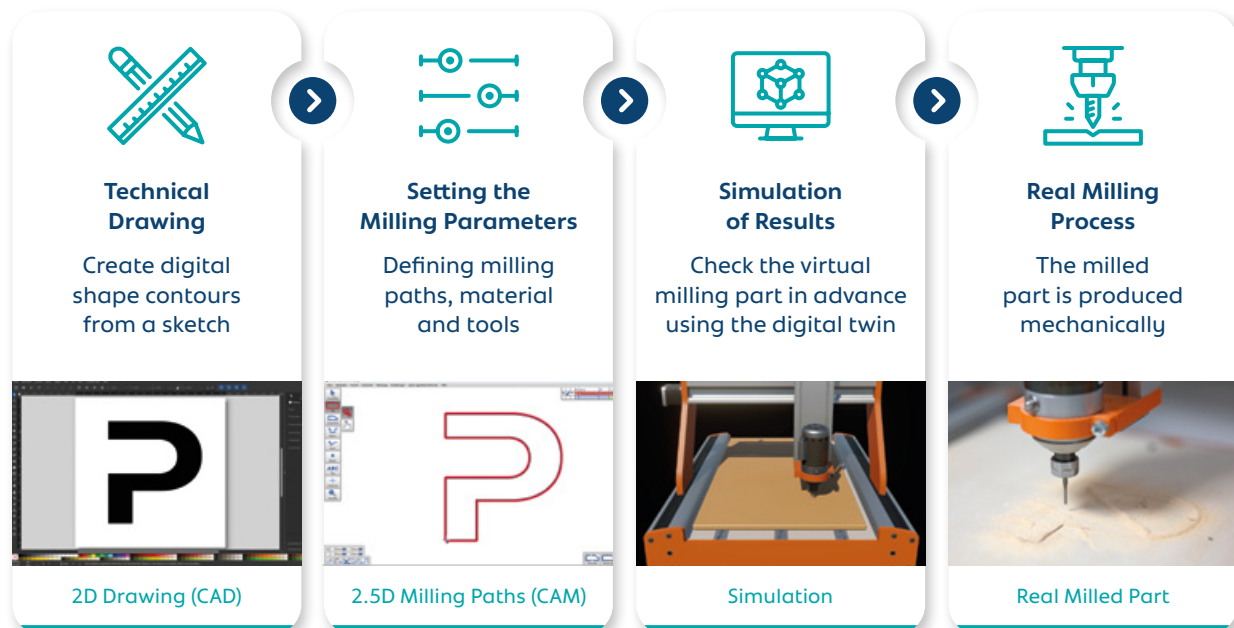 Technical
Drawing
Create digital
shape contours
from a sketch
2D Drawing (CAD)
Setting the
Milling Parameters
Defining milling
paths, material
and tools
2.5D Milling Paths (CAM)
Simulation
of Results
Check the virtual
milling part in advance
using the digital twin
Simulation
Real Milling
Process
The milled
part is produced
mechanically
Real Milled Part